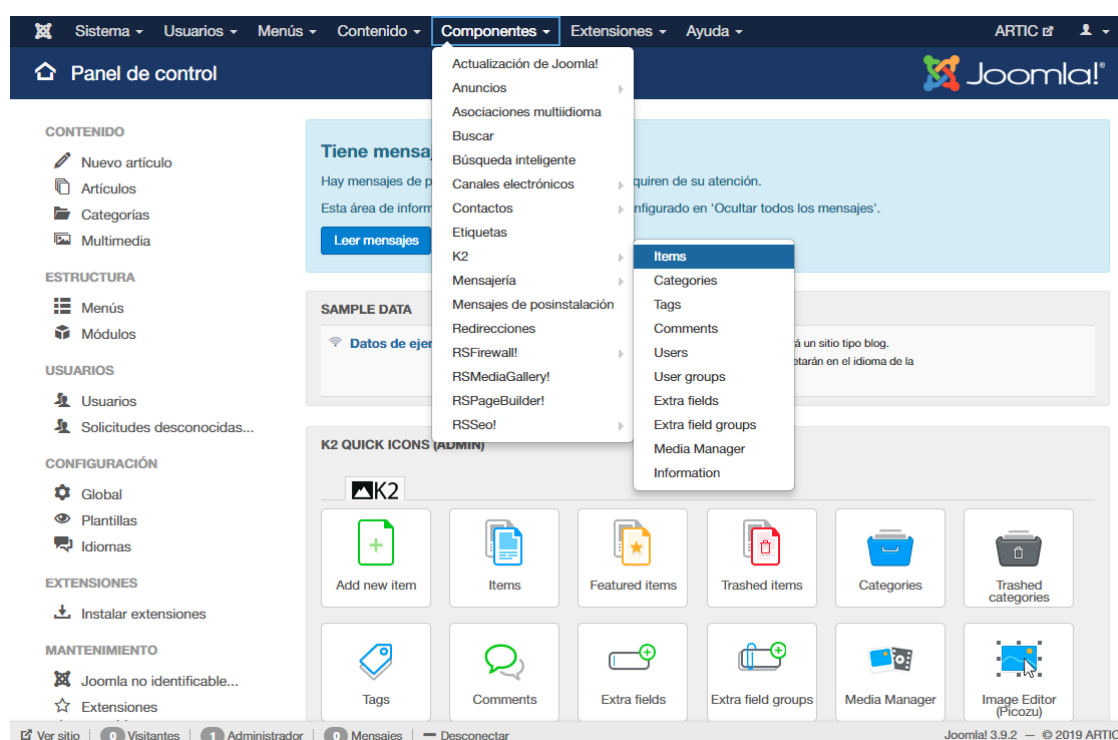 Sistema Usuarios Menús Contenido Componentes Extensiones Ayuda ARTIC
Panel de control
Joomla!®
CONTENIDO
Nuevo artículo
Artículos
Categorías
Multimedia
ESTRUCTURA
Menús
Módulos
USUARIOS
Usuarios
Solicitudes desconocidas...
CONFIGURACIÓN
Global
Plantillas
Idiomas
EXTENSIONES
Instalar extensiones
MANTENIMIENTO
Joomla no identificable...
Extensiones
Actualización de Joomla!
Anuncios
Asociaciones multiidioma
Buscar
Búsqueda inteligente
Canales electrónicos
Contactos
Etiquetas
K2
Mensajería
Mensajes de posinstalación
Redirecciones
RSFirewall!
RSMediaGallery!
RSPageBuilder!
RSSeo!
Items
Categories
Tags
Comments
Users
User groups
Extra fields
Extra field groups
Media Manager
Information
Tiene
Hay mensajes de quiren de su atención.
Esta área de en 'Ocultar todos los mensajes'.
Leer mensajes
SAMPLE DATA
Datos de un sitio tipo blog.
en el idioma de la
K2 QUICK ICONS (ADMIN)
K2
Add new item
Items
Featured items
Trashed items
Categories
Trashed
categories
Tags
Comments
Extra fields
Extra field groups
Media Manager
Image Editor
(Picozu)
Ver sitio 0 Visitantes 1 Administrador 0 Mensajes Desconectar Joomla! 3.9.2 — © 2019 ARTIC